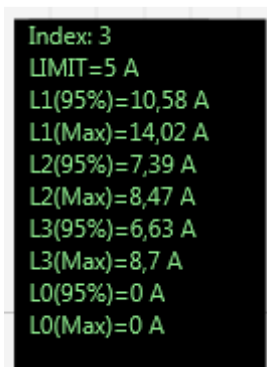 Index: 3
LIMIT=5 A
L1(95%)=10,58 A
L1(Max)=14,02 A
L2(95%)=7,39 A
L2(Max)=8,47 A
L3(95%)=6,63 A
L3(Max)=8,7 A
L0(95%)=0 A
L0(Max)=0 A